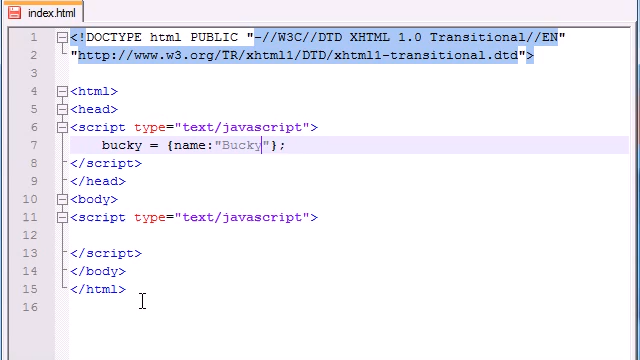 index.html
1 <!DOCTYPE html PUBLIC "-//W3C//DTD XHTML 1.0 Transitional//EN"
2 "http://www.w3.org/TR/xhtml1/DTD/xhtml1-transitional.dtd">
3
4 <html>
5 <head>
6 <script type="text/javascript">
7 bucky = {name:"Bucky"};
8 </script>
9 </head>
10 <body>
11 <script type="text/javascript">
12
13 </script>
14 </body>
15 </html>
16